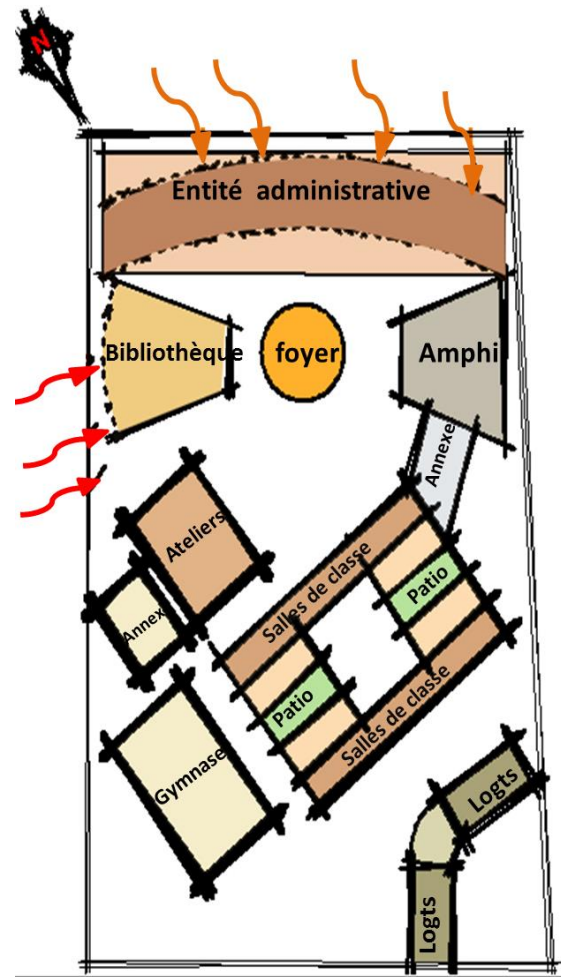 N
Entité administrative
Bibliothèque
foyer
Amphi
Annexe
Ateliers
Salles de classe
Patio
Annex
Patio
Salles de classe
Gymnase
Logts
Logts